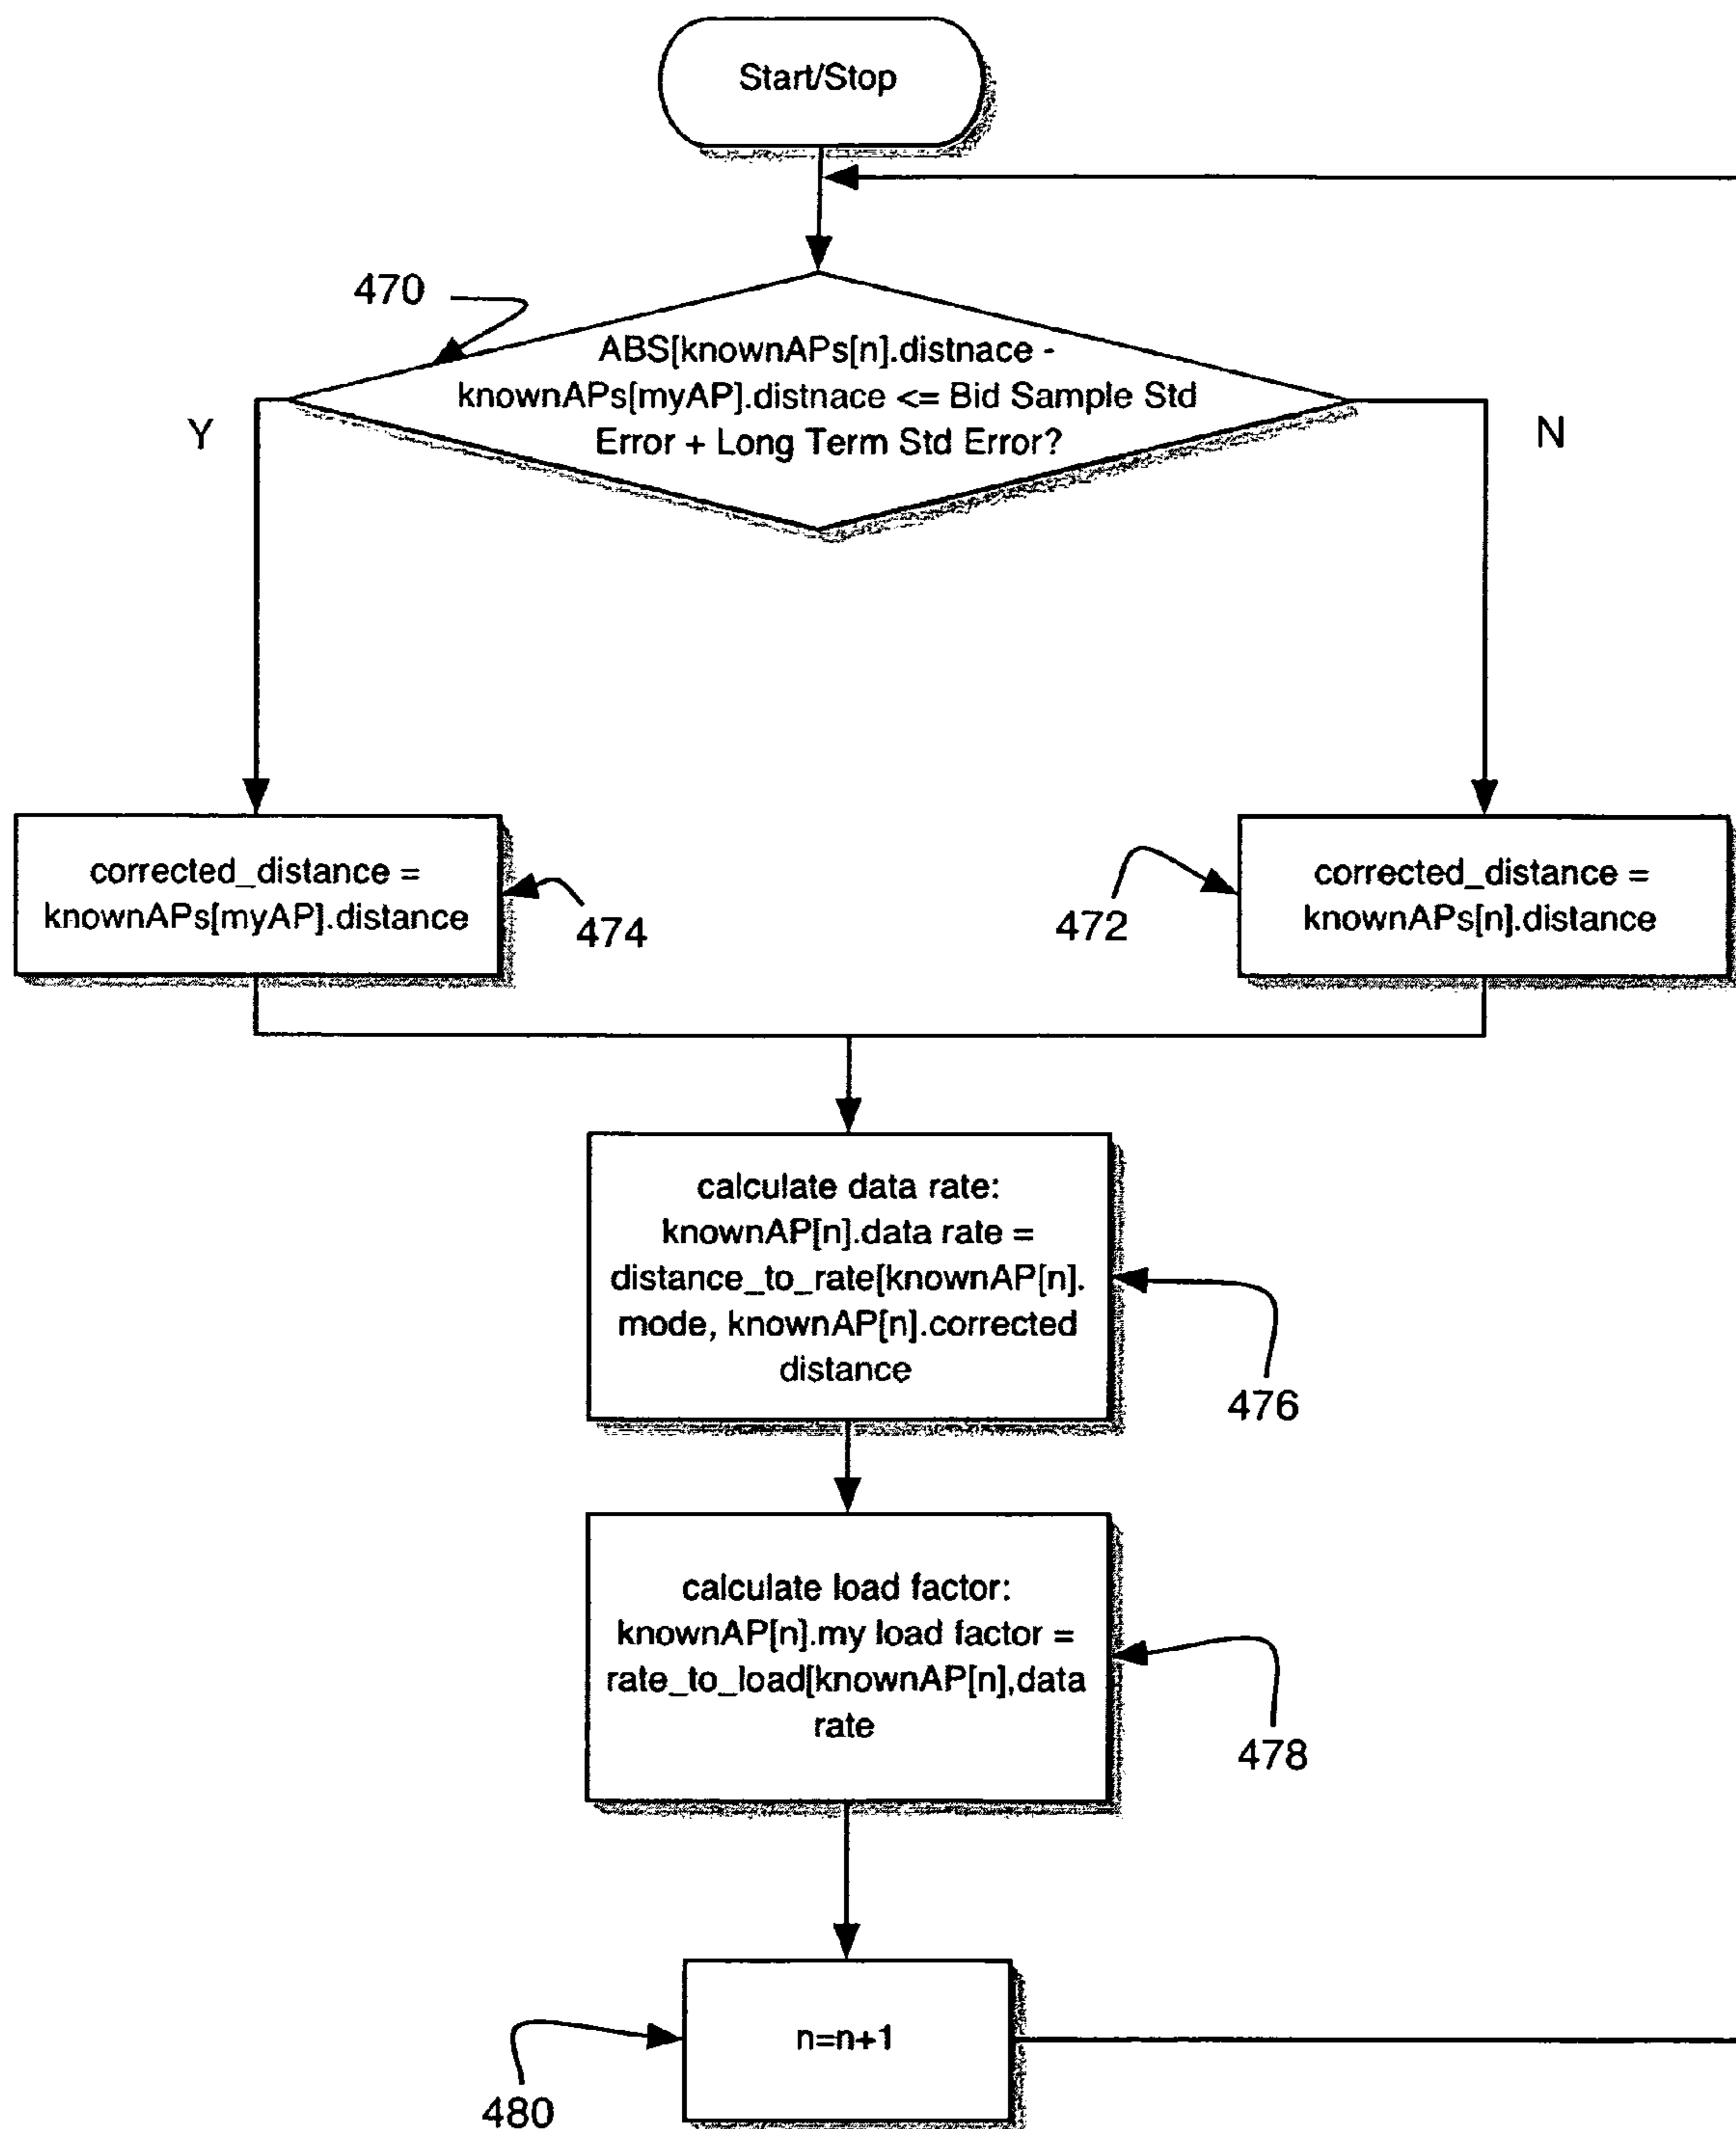 Start/Stop
470
ABS[knownAPs[n].distnace -
knownAPs[myAP].distnace <= Bid Sample Std
Error + Long Term Std Error?
Y
N
corrected_distance =
knownAPs[myAP].distance
474
472
corrected_distance =
knownAPs[n].distance
calculate data rate:
knownAP[n].data rate =
distance_to_rate[knownAP[n].
mode, knownAP[n].corrected
distance
476
calculate load factor:
knownAP[n].my load factor =
rate_to_load[knownAP[n],data
rate
478
n=n+1
480